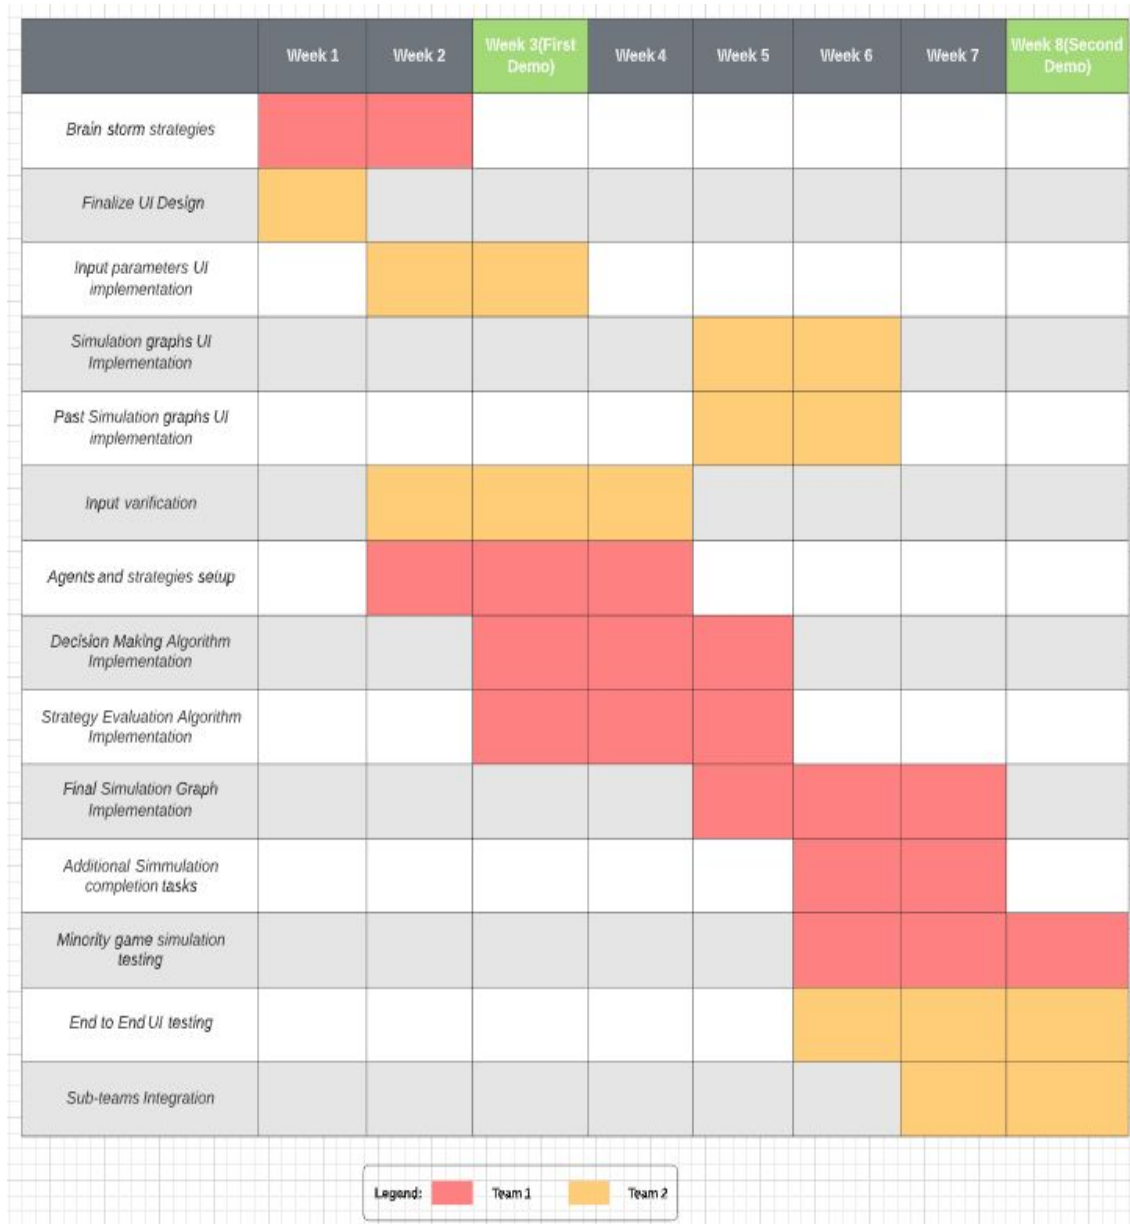 Week 1
Week 2
Week 3(First
Demo)
Week 4
Week 5
Week 6
Week 7
Week 8(Second
Demo)
Brain storm strategies
Finalize UI Design
Input parameters UI
implementation
Simulation graphs UI
Implementation
Past Simulation graphs UI
implementation
Input varification
Agents and strategies setup
Decision Making Algorithm
Implementation
Strategy Evaluation Algorithm
Implementation
Final Simulation Graph
Implementation
Additional Simmulation
completion tasks
Minority game simulation
testing
End to End UI testing
Sub-teams Integration
Legend: Team 1 Team 2